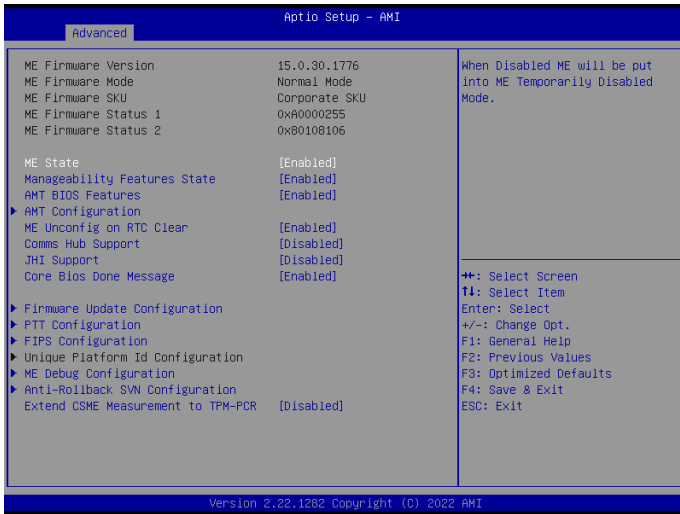 Aptio Setup – AMI
Advanced
ME Firmware Version 15.0.30.1776
ME Firmware Mode Normal Mode
ME Firmware SKU Corporate SKU
ME Firmware Status 1 0xA0000255
ME Firmware Status 2 0x80108106
ME State [Enabled]
Manageability Features State [Enabled]
AMT BIOS Features [Enabled]
AMT Configuration
ME Unconfig on RTC Clear [Enabled]
Comms Hub Support [Disabled]
JHI Support [Disabled]
Core Bios Done Message [Enabled]
Firmware Update Configuration
PTT Configuration
FIPS Configuration
Unique Platform Id Configuration
ME Debug Configuration
Anti-Rollback SVN Configuration
Extend CSME Measurement to TPM-PCR [Disabled]
When Disabled ME will be put
into ME Temporarily Disabled
Mode.
→←: Select Screen
↑↓: Select Item
Enter: Select
+/-: Change Opt.
F1: General Help
F2: Previous Values
F3: Optimized Defaults
F4: Save & Exit
ESC: Exit
Version 2.22.1282 Copyright (C) 2022 AMI